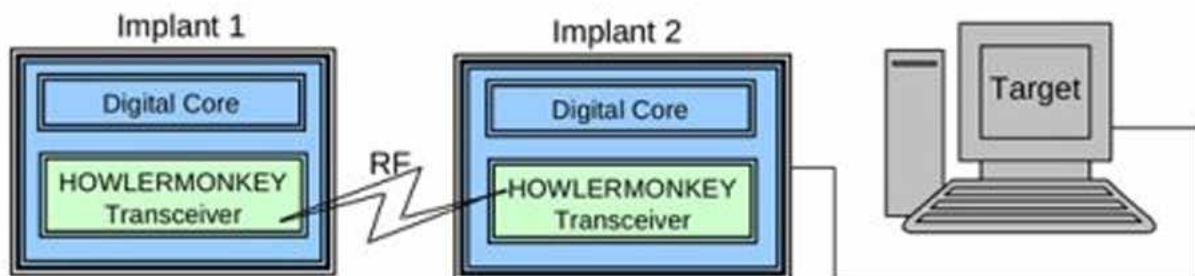 Implant 1
Implant 2
Digital Core
Digital Core
Target
RF
HOWLERMONKEY
Transceiver
HOWLERMONKEY
Transceiver